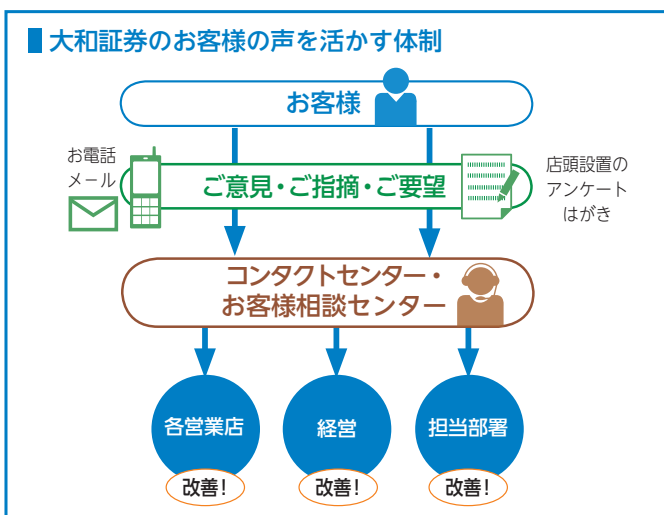 大和証券のお客様の声を活かす体制
お客様
お電話
メール
ご意見・ご指摘・ご要望
店頭設置の
アンケート
はがき
コンタクトセンター・
お客様相談センター
各営業店
経営
担当部署
改善！
改善！
改善！